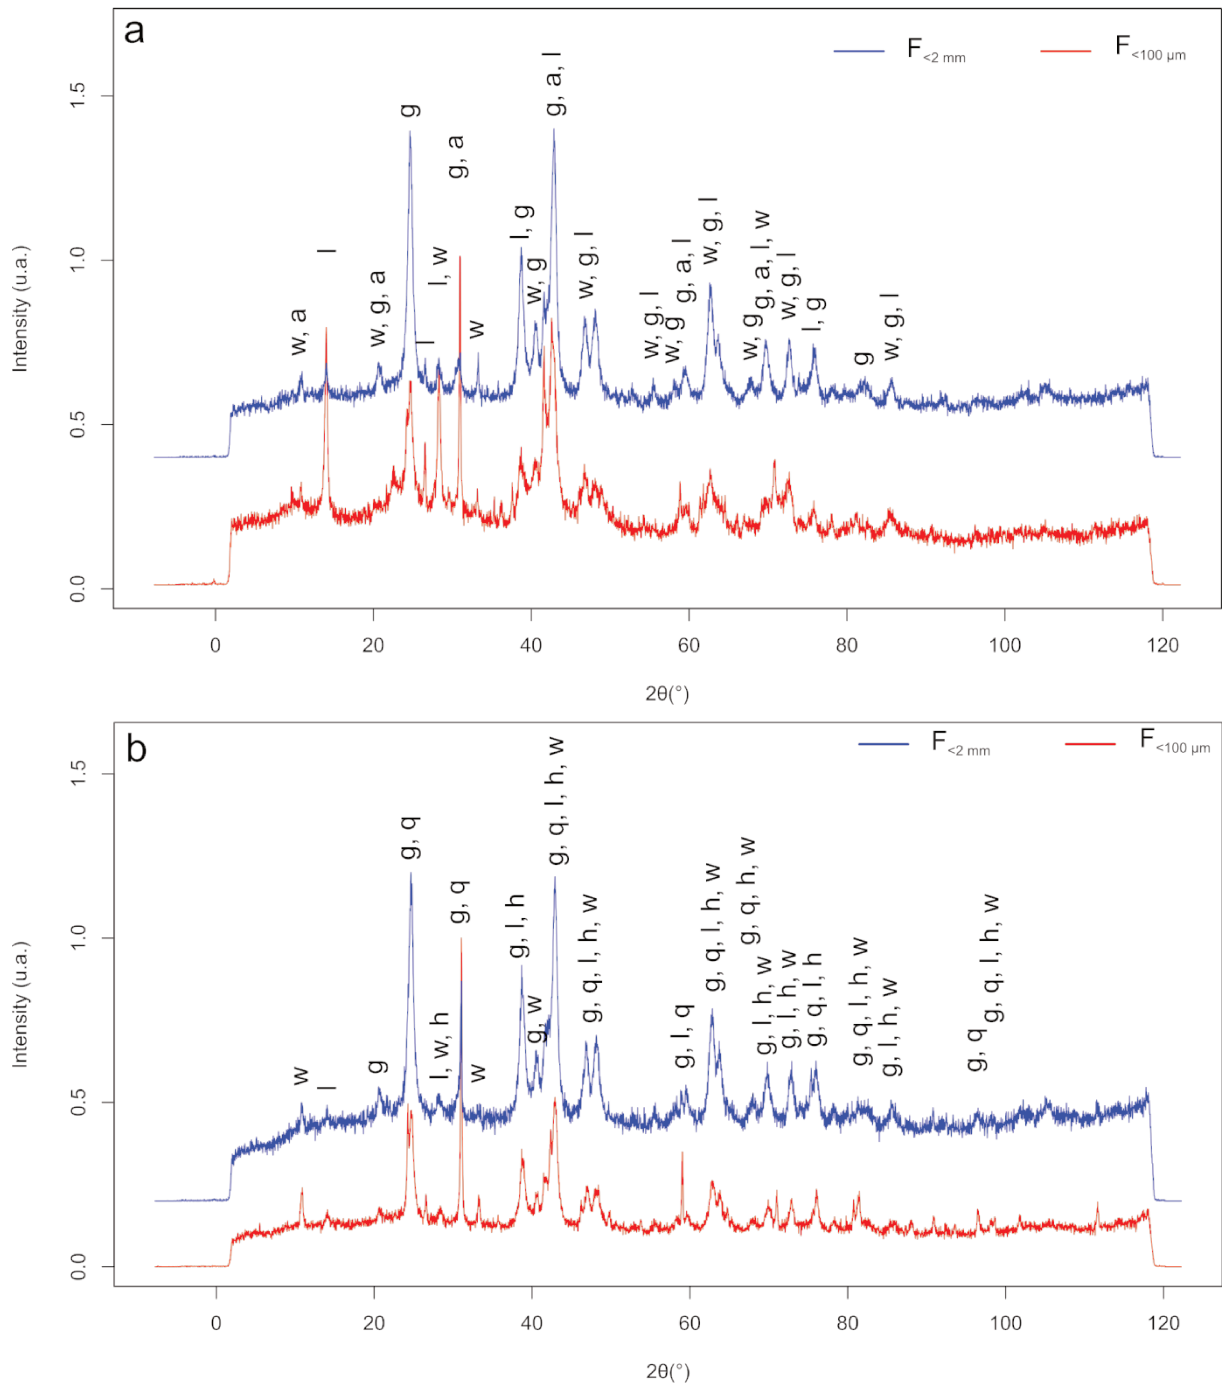 a
F<2 mm
F<100 µm
Intensity (u.a.)
1.5
1.0
0.5
0.0
w, a
l
w, g, a
g
l
l, w
g, a
w
l, g
w, g
g, a, l
w, g, l
w, g, l
w, g
g, a, l
w, g, l
w, g
g, a, l, w
w, g, l
l, g
g
w, g, l
0
20
40
60
80
100
120
2θ(°)
b
F<2 mm
F<100 µm
Intensity (u.a.)
1.5
1.0
0.5
0.0
w
l
g
g, q
l, w, h
g, q
w
g, l, h
g, w
g, q, l, h, w
g, q, l, h, w
g, l, q
g, q, l, h, w
g, q, h, w
g, l, h, w
g, l, h, w
g, q, l, h
g, q, l, h, w
g, l, h, w
g, q
g, q, l, h, w
0
20
40
60
80
100
120
2θ(°)